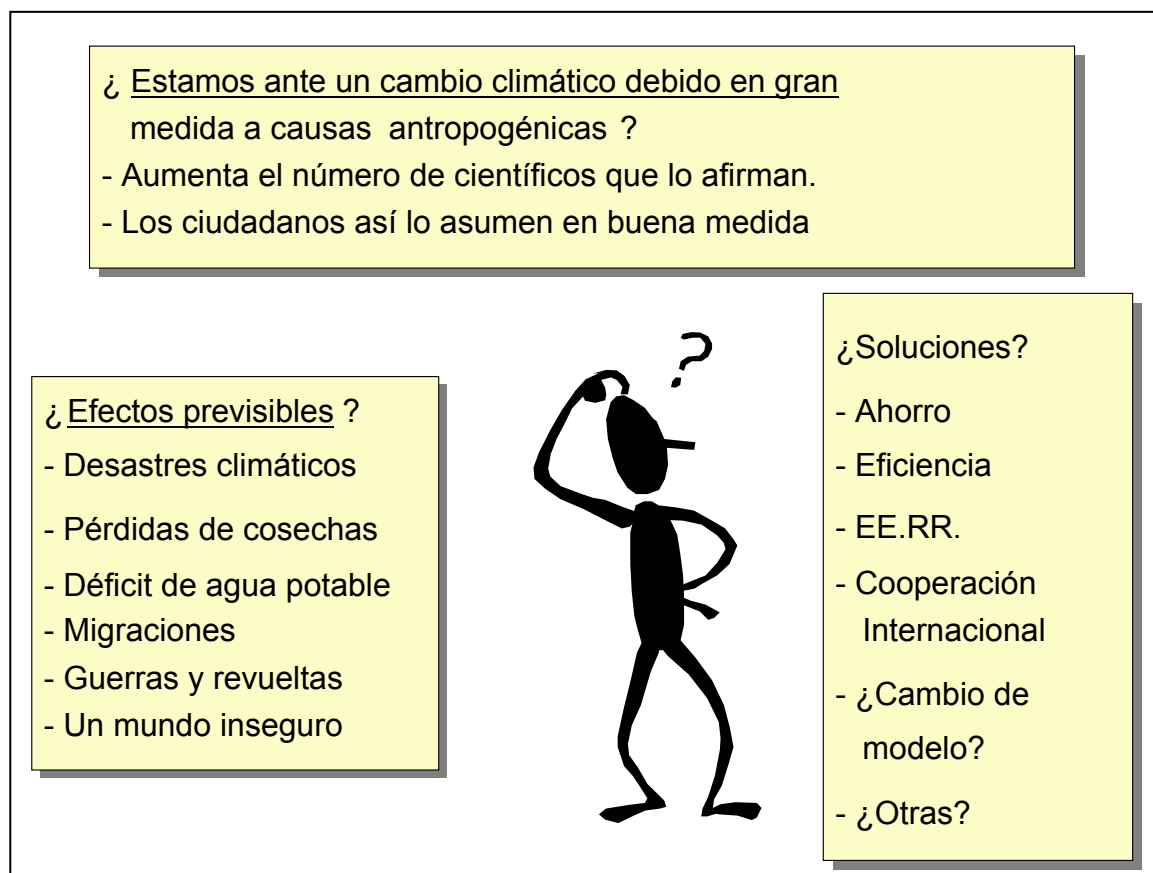 ¿ Estamos ante un cambio climático debido en gran
medida a causas antropogénicas ?
- Aumenta el número de científicos que lo afirman.
- Los ciudadanos así lo asumen en buena medida
¿ Efectos previsibles ?
- Desastres climáticos
- Pérdidas de cosechas
- Déficit de agua potable
- Migraciones
- Guerras y revueltas
- Un mundo inseguro
?
¿Soluciones?
- Ahorro
- Eficiencia
- EE.RR.
- Cooperación
Internacional
- ¿Cambio de
modelo?
- ¿Otras?